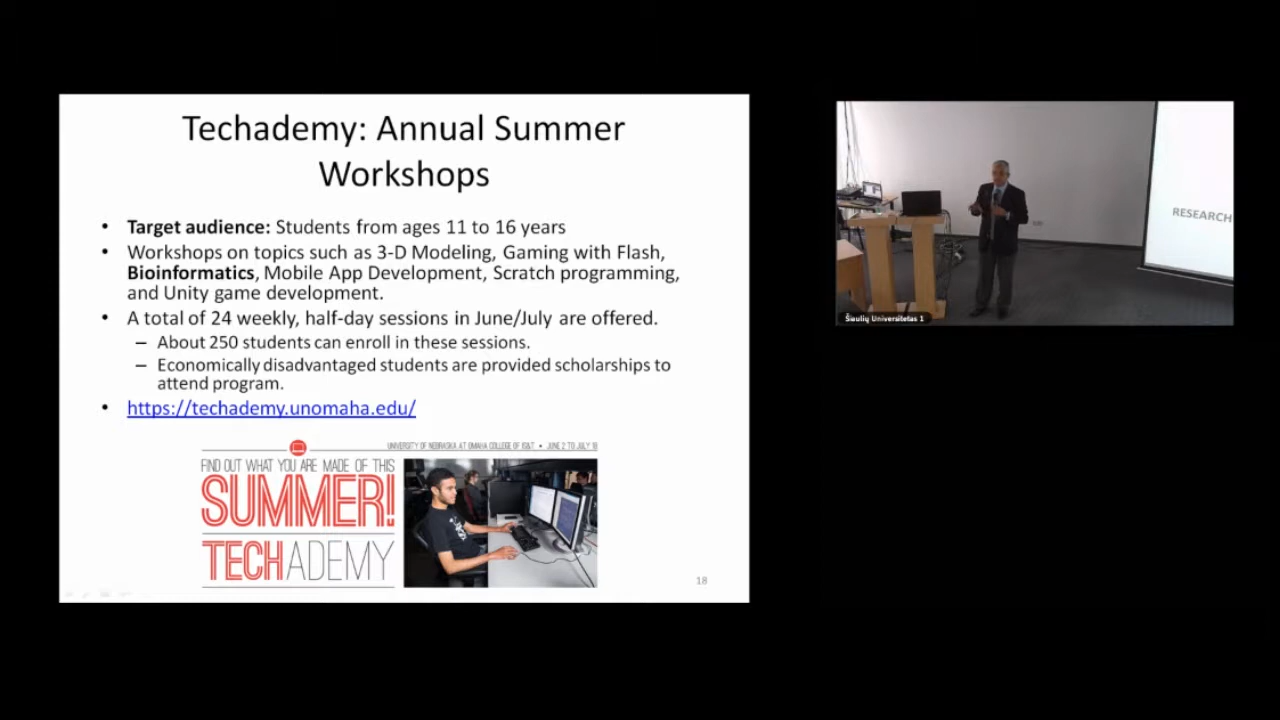 Techademy: Annual Summer
Workshops
• Target audience: Students from ages 11 to 16 years
• Workshops on topics such as 3-D Modeling, Gaming with Flash,
Bioinformatics, Mobile App Development, Scratch programming,
and Unity game development.
• A total of 24 weekly, half-day sessions in June/July are offered.
– About 250 students can enroll in these sessions.
– Economically disadvantaged students are provided scholarships to
attend program.
• https://techademy.unomaha.edu/
UNIVERSITY OF NEBRASKA AT OMAHA COLLEGE OF IS&T • JUNE 2 TO JULY 18
FIND OUT WHAT YOU ARE MADE OF THIS
SUMMER!
TECHADEMY
18
RESEARCH
Šiaulių Universitetas 1